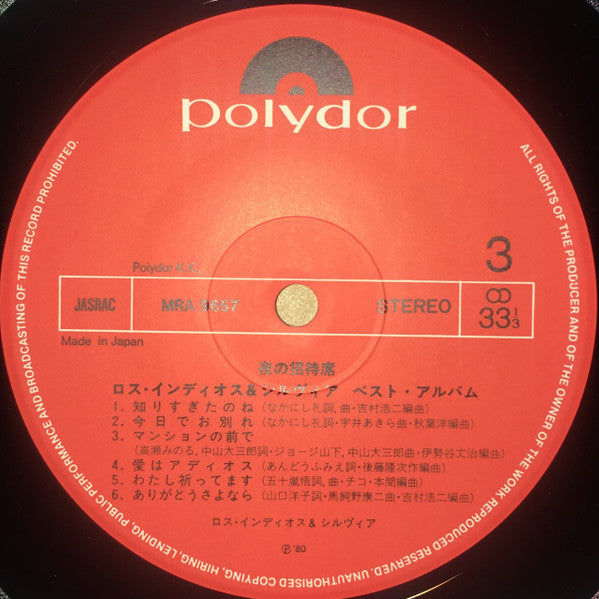 polydor
ALL RIGHTS OF THE PRODUCER AND OF THE OWNER OF THE WORK REPRODUCED RESERVED. UNAUTHORISED COPYING, HIRING, LENDING, PUBLIC PERFORMANCE AND BROADCASTING OF THIS RECORD PROHIBITED.
3
Polydor K.K.
JASRAC
MRA 9657
STEREO
33 1/3
Made in Japan
夜の招待席
ロス・インディオス&シルヴィア ベスト・アルバム
1. 知りすぎたのね (なかにし礼詞,曲・吉村浩二編曲)
2. 今日でお別れ (なかにし礼詞・宇井あきら曲・秋葉洋編曲)
3. マンションの前で
(高瀬みのる, 中山大三郎詞・ジョージ山下, 中山大三郎曲・伊勢谷丈治編曲)
4. 愛はアディオス (あんどうふみえ詞・後藤隆次作編曲)
5. わたし祈ってます (五十嵐悟詞, 曲・チコ・本間編曲)
6. ありがとうさよなら (山口洋子詞・馬飼野康二曲・吉村浩二編曲)
ロス・インディオス & シルヴィア
Ⓟ '80